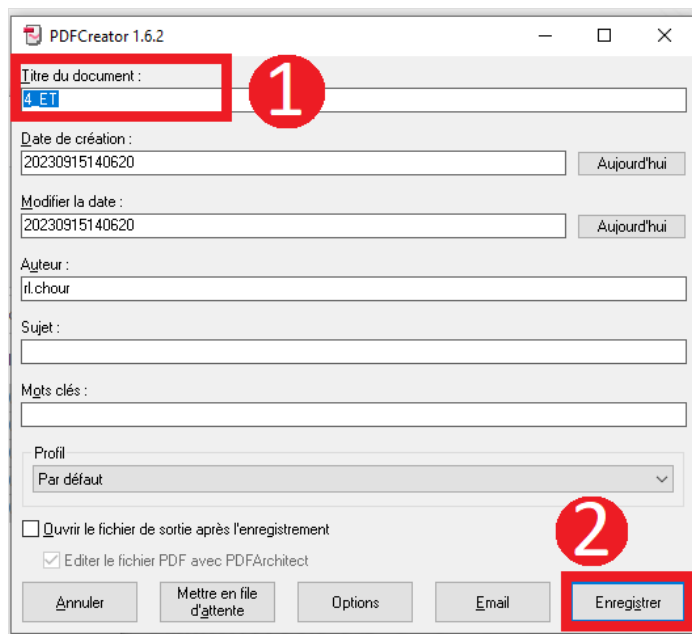 PDFCreator 1.6.2
Titre du document :
1
4_ET
Date de création :
20230915140620
Aujourd'hui
Modifier la date :
20230915140620
Aujourd'hui
Auteur :
rl.chour
Sujet :
Mots clés :
Profil
Par défaut
Ouvrir le fichier de sortie après l'enregistrement
2
Editer le fichier PDF avec PDFArchitect
Annuler
Mettre en file
d'attente
Options
Email
Enregistrer